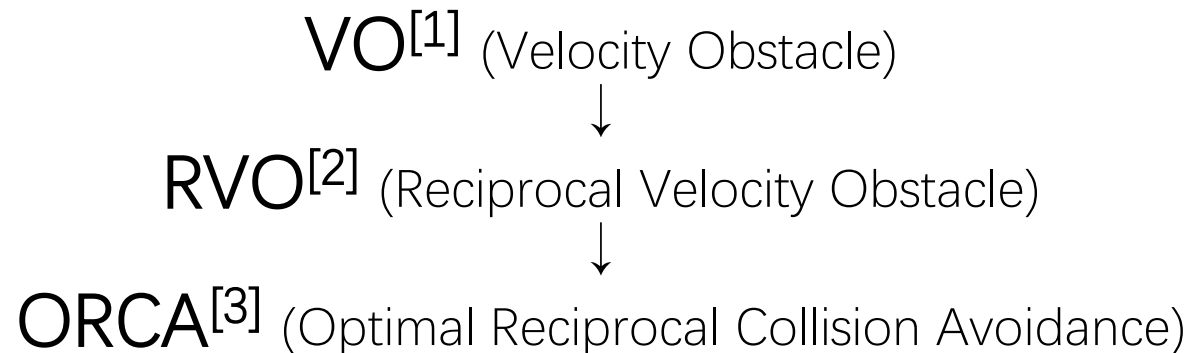 VO[1] (Velocity Obstacle)
↓
RVO[2] (Reciprocal Velocity Obstacle)
↓
ORCA[3] (Optimal Reciprocal Collision Avoidance)